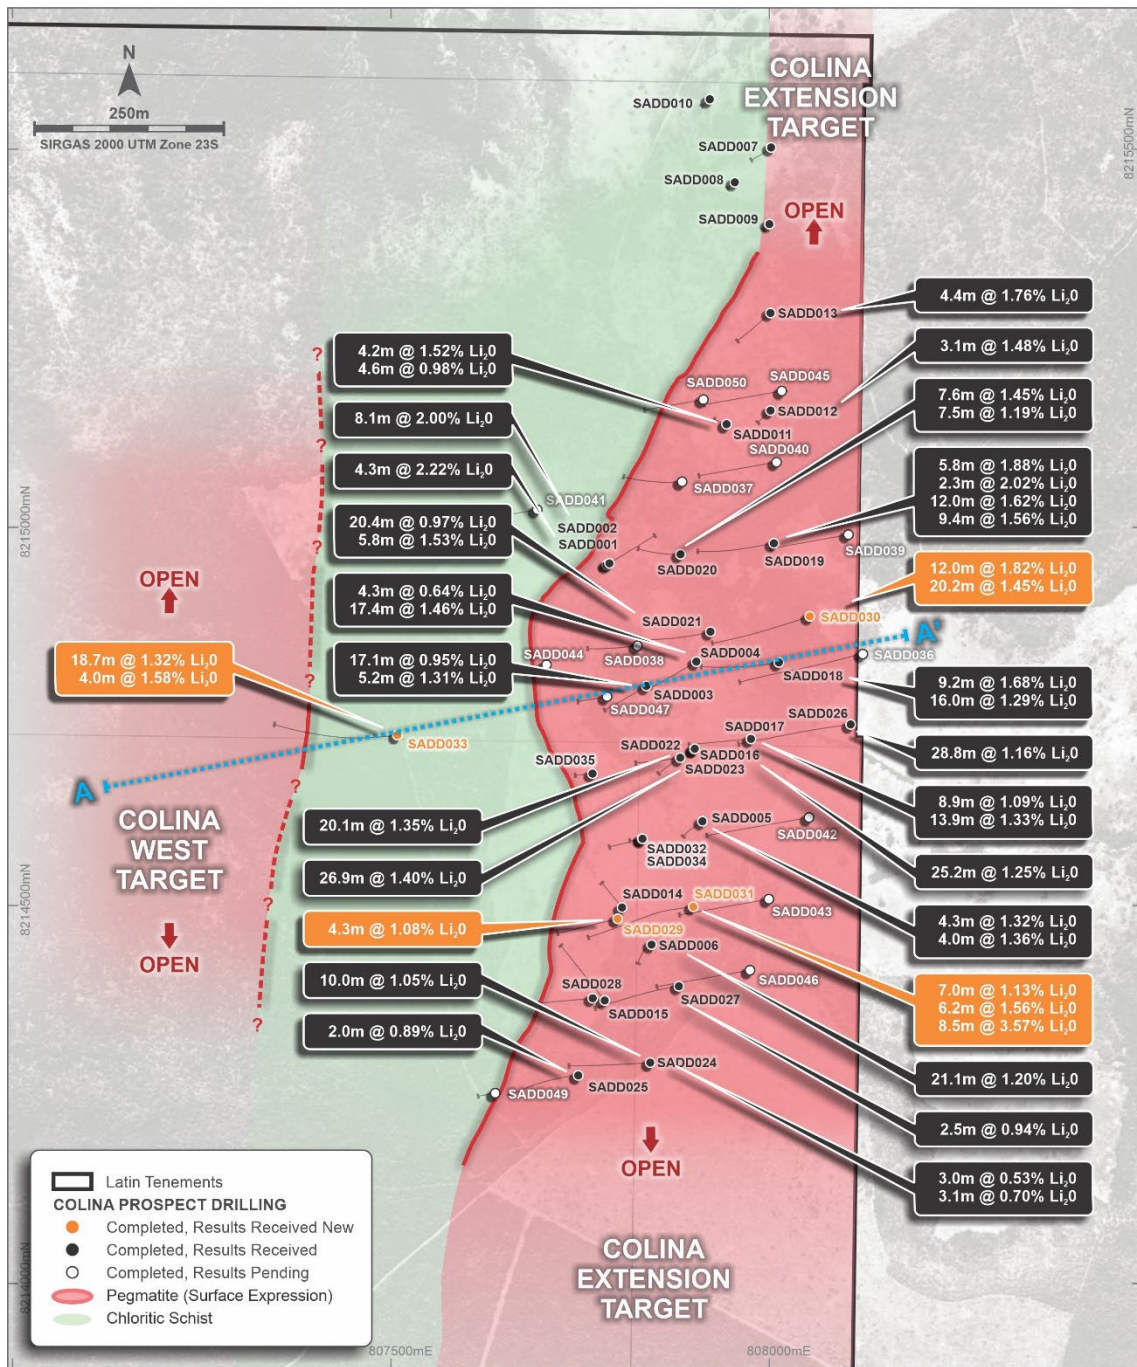 N
250m
SIRGAS 2000 UTM Zone 23S
COLINA
EXTENSION
TARGET
SADD010
SADD007
SADD008
SADD009
OPEN
8215500mN
SADD013
4.4m @ 1.76% Li₂0
3.1m @ 1.48% Li₂0
7.6m @ 1.45% Li₂0
7.5m @ 1.19% Li₂0
5.8m @ 1.88% Li₂0
2.3m @ 2.02% Li₂0
12.0m @ 1.62% Li₂0
9.4m @ 1.56% Li₂0
12.0m @ 1.82% Li₂0
20.2m @ 1.45% Li₂0
?
?
?
?
?
?
?
4.2m @ 1.52% Li₂0
4.6m @ 0.98% Li₂0
8.1m @ 2.00% Li₂0
4.3m @ 2.22% Li₂0
20.4m @ 0.97% Li₂0
5.8m @ 1.53% Li₂0
4.3m @ 0.64% Li₂0
17.4m @ 1.46% Li₂0
17.1m @ 0.95% Li₂0
5.2m @ 1.31% Li₂0
SADD050
SADD045
SADD012
SADD011
SADD040
SADD037
SADD041
SADD002
SADD001
SADD020
SADD019
SADD039
8215000mN
OPEN
SADD030
SADD021
SADD044
SADD038
SADD004
A'
SADD036
18.7m @ 1.32% Li₂0
4.0m @ 1.58% Li₂0
SADD003
SADD018
SADD047
9.2m @ 1.68% Li₂0
16.0m @ 1.29% Li₂0
SADD033
SADD026
SADD017
SADD022
SADD016
SADD023
SADD035
28.8m @ 1.16% Li₂0
A
COLINA
WEST
TARGET
20.1m @ 1.35% Li₂0
26.9m @ 1.40% Li₂0
SADD005
SADD042
SADD032
SADD034
8.9m @ 1.09% Li₂0
13.9m @ 1.33% Li₂0
25.2m @ 1.25% Li₂0
8214500mN
OPEN
4.3m @ 1.08% Li₂0
SADD014
SADD031
SADD043
SADD029
SADD006
4.3m @ 1.32% Li₂0
4.0m @ 1.36% Li₂0
10.0m @ 1.05% Li₂0
SADD028
SADD046
SADD027
SADD015
7.0m @ 1.13% Li₂0
6.2m @ 1.56% Li₂0
8.5m @ 3.57% Li₂0
2.0m @ 0.89% Li₂0
SADD024
SADD025
SADD049
21.1m @ 1.20% Li₂0
2.5m @ 0.94% Li₂0
3.0m @ 0.53% Li₂0
3.1m @ 0.70% Li₂0
OPEN
COLINA
EXTENSION
TARGET
Latin Tenements
COLINA PROSPECT DRILLING
Completed, Results Received New
Completed, Results Received
Completed, Results Pending
Pegmatite (Surface Expression)
Chloritic Schist
8214000mN
807500mE
808000mE